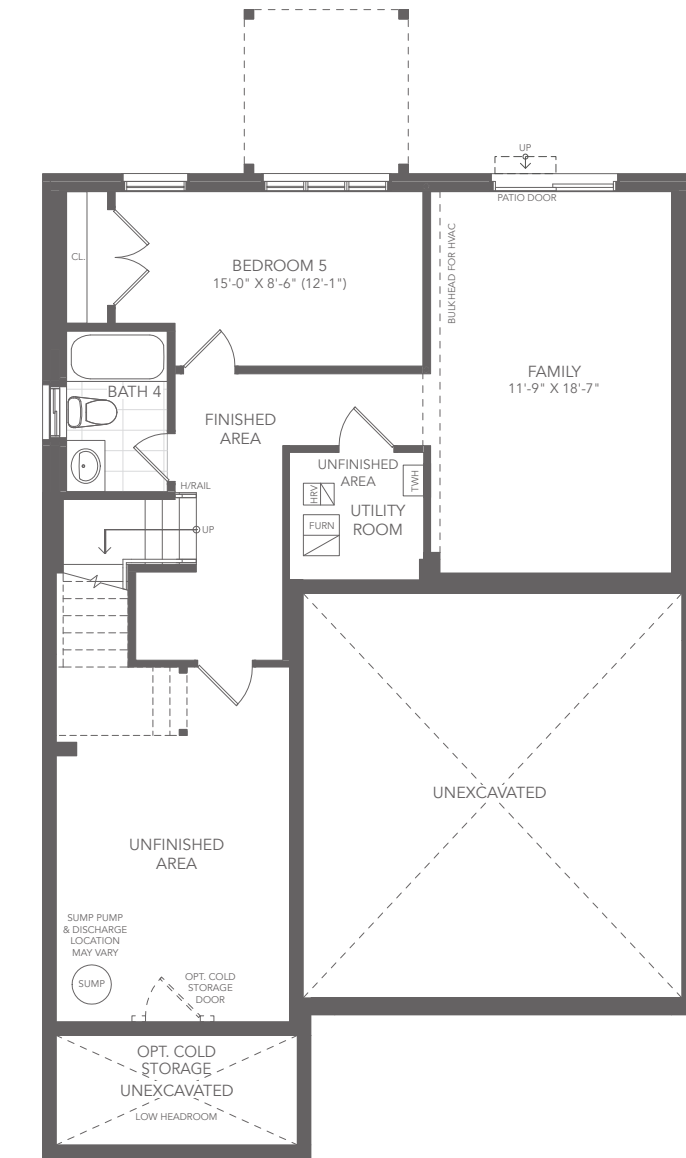 UP
PATIO DOOR
BULKHEAD FOR HVAC
CL.
BEDROOM 5
15'-0" X 8'-6" (12'-1")
FAMILY
11'-9" X 18'-7"
BATH 4
FINISHED
AREA
UNFINISHED
AREA
TWH
HRV
UTILITY
ROOM
FURN
H/RAIL
UP
UNEXCAVATED
UNFINISHED
AREA
SUMP PUMP
& DISCHARGE
LOCATION
MAY VARY
SUMP
OPT. COLD
STORAGE
DOOR
OPT. COLD
STORAGE
UNEXCAVATED
LOW HEADROOM